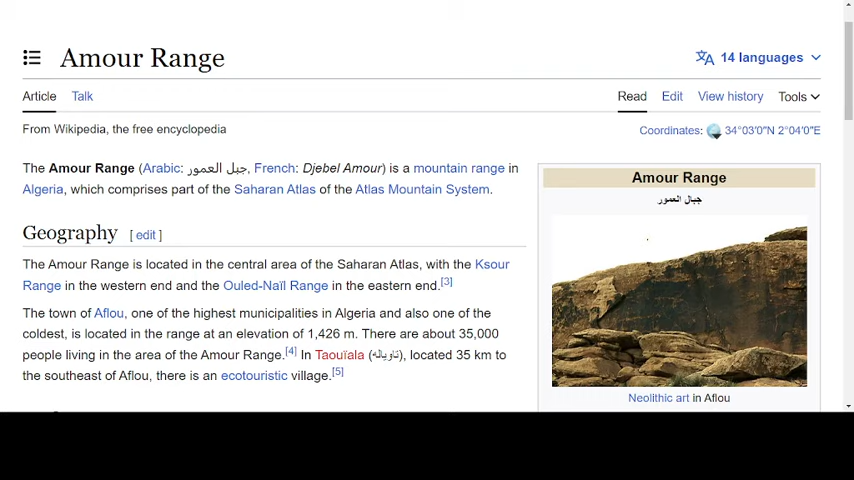 Amour Range
14 languages
Article Talk
Read Edit View history Tools
From Wikipedia, the free encyclopedia
Coordinates: 34°03′0″N 2°04′0″E
The Amour Range (Arabic: جبل العمور, French: Djebel Amour) is a mountain range in
Algeria, which comprises part of the Saharan Atlas of the Atlas Mountain System.
Geography [ edit ]
The Amour Range is located in the central area of the Saharan Atlas, with the Ksour
Range in the western end and the Ouled-Naïl Range in the eastern end.[3]
The town of Aflou, one of the highest municipalities in Algeria and also one of the
coldest, is located in the range at an elevation of 1,426 m. There are about 35,000
people living in the area of the Amour Range.[4] In Taouïala (تاويالة), located 35 km to
the southeast of Aflou, there is an ecotouristic village.[5]
Amour Range
جبال العمور
Neolithic art in Aflou